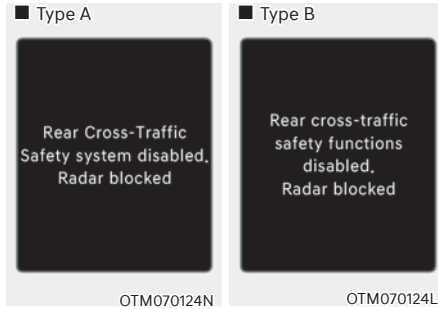 ■ Type A
Rear Cross-Traffic
Safety system disabled.
Radar blocked
OTM070124N
■ Type B
Rear cross-traffic
safety functions
disabled.
Radar blocked
OTM070124L